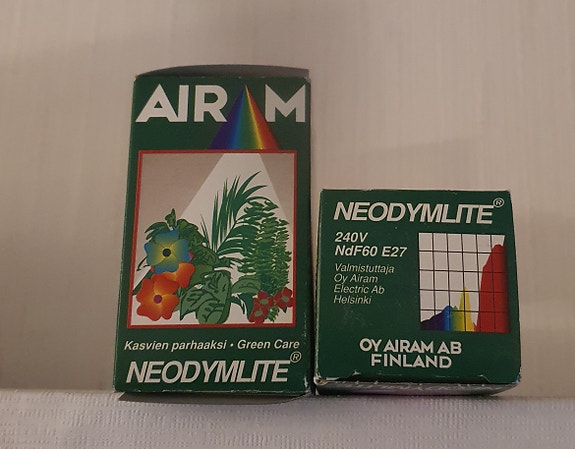 AIRAM
Kasvien parhaaksi • Green Care
NEODYMLITE®
NEODYMLITE®
240V
NdF60 E27
Valmistuttaja
Oy Airam
Electric Ab
Helsinki
OY AIRAM AB
FINLAND